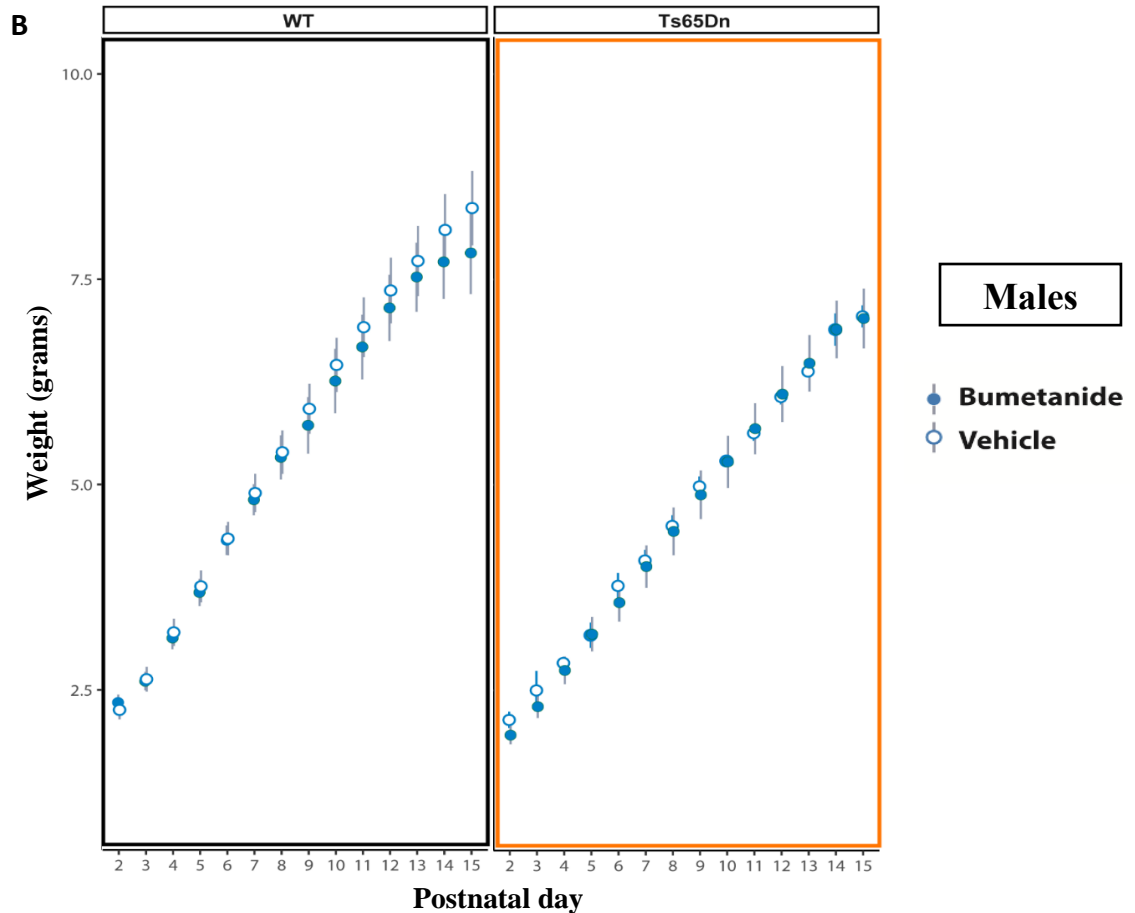 B
WT
Ts65Dn
10.0
7.5
5.0
2.5
Weight (grams)
2 3 4 5 6 7 8 9 10 11 12 13 14 15
2 3 4 5 6 7 8 9 10 11 12 13 14 15
Postnatal day
Males
Bumetanide
Vehicle